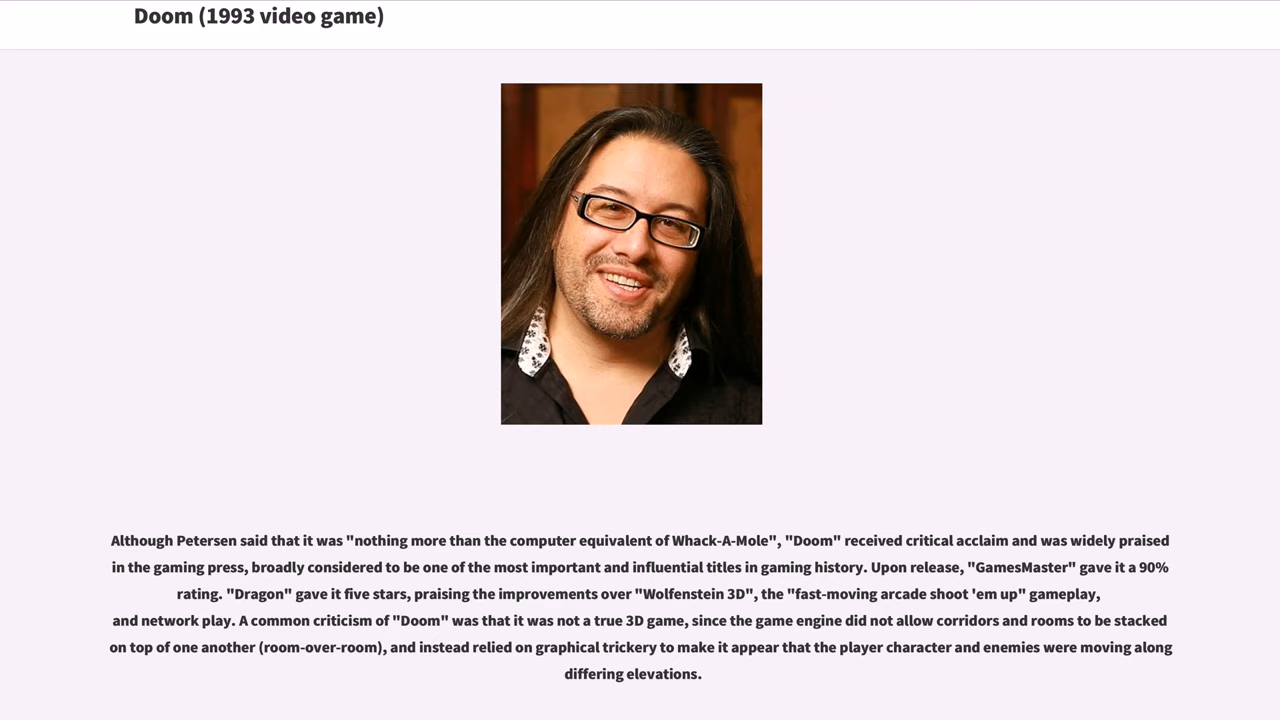 Doom (1993 video game)
Although Petersen said that it was "nothing more than the computer equivalent of Whack-A-Mole", "Doom" received critical acclaim and was widely praised
in the gaming press, broadly considered to be one of the most important and influential titles in gaming history. Upon release, "GamesMaster" gave it a 90%
rating. "Dragon" gave it five stars, praising the improvements over "Wolfenstein 3D", the "fast-moving arcade shoot 'em up" gameplay,
and network play. A common criticism of "Doom" was that it was not a true 3D game, since the game engine did not allow corridors and rooms to be stacked
on top of one another (room-over-room), and instead relied on graphical trickery to make it appear that the player character and enemies were moving along
differing elevations.